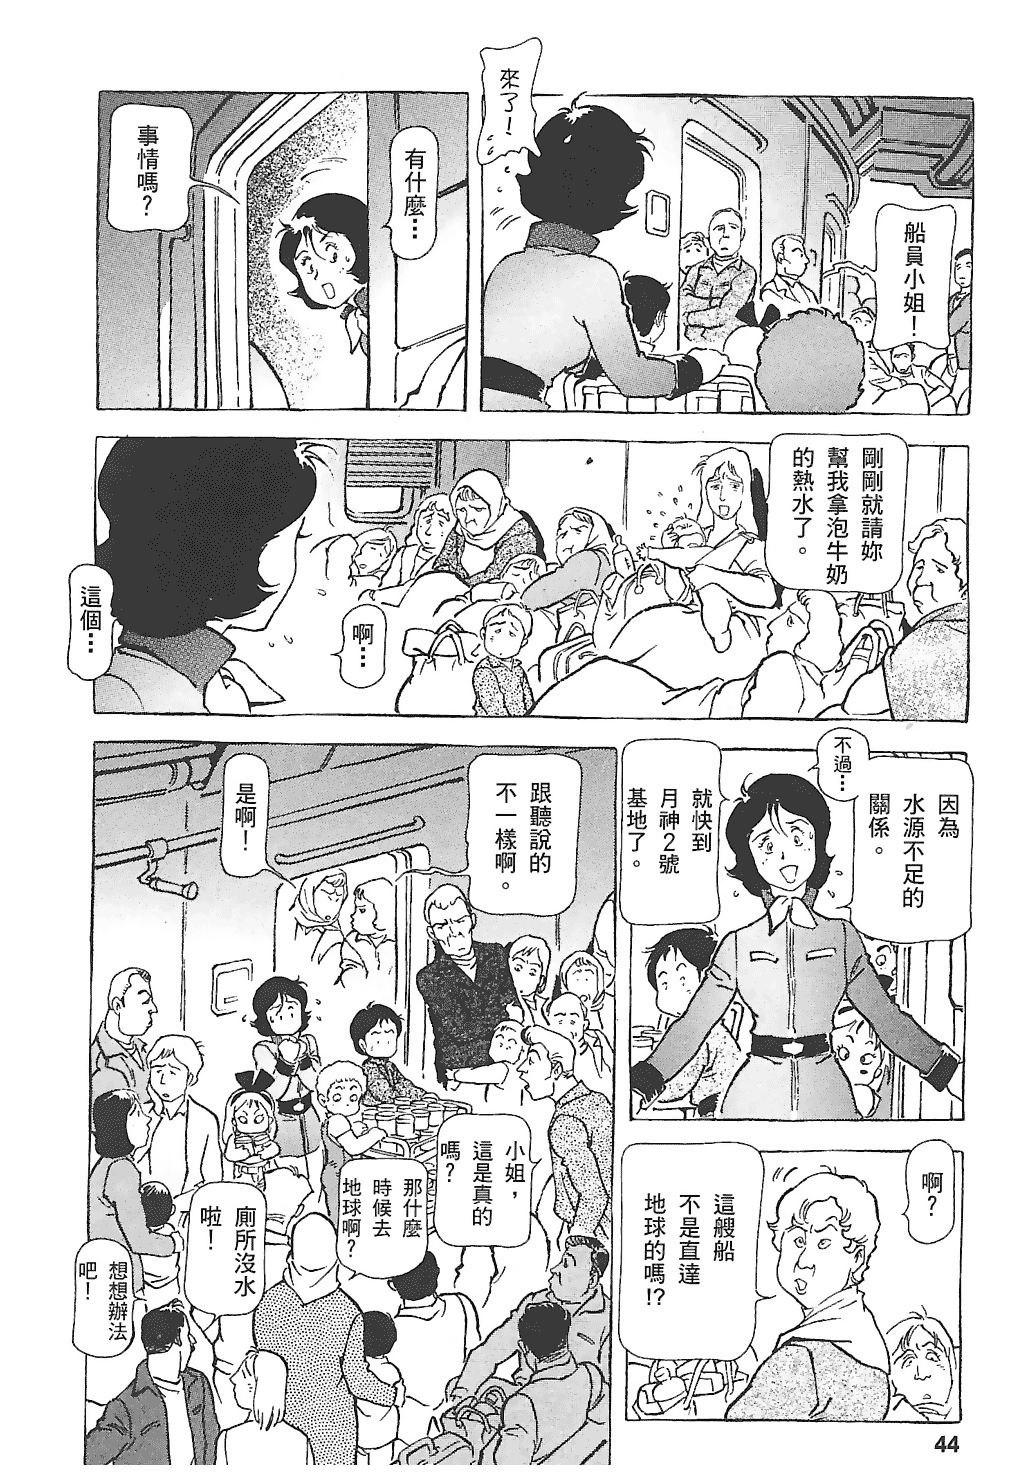 船員小姐！
來了！
有什麼…
事情嗎？
剛剛就請妳
幫我拿泡牛奶
的熱水了。
啊…
這個…
因為
水源不足的
關係。
不過…
就快到
月神2號
基地了。
啊？
這艘船
不是直達
地球的嗎!?
跟聽說的
不一樣啊。
是啊！
小姐，
這是真的
嗎？
那什麼
時候去
地球啊？
廁所沒水
啦！
想想辦法
吧！
44